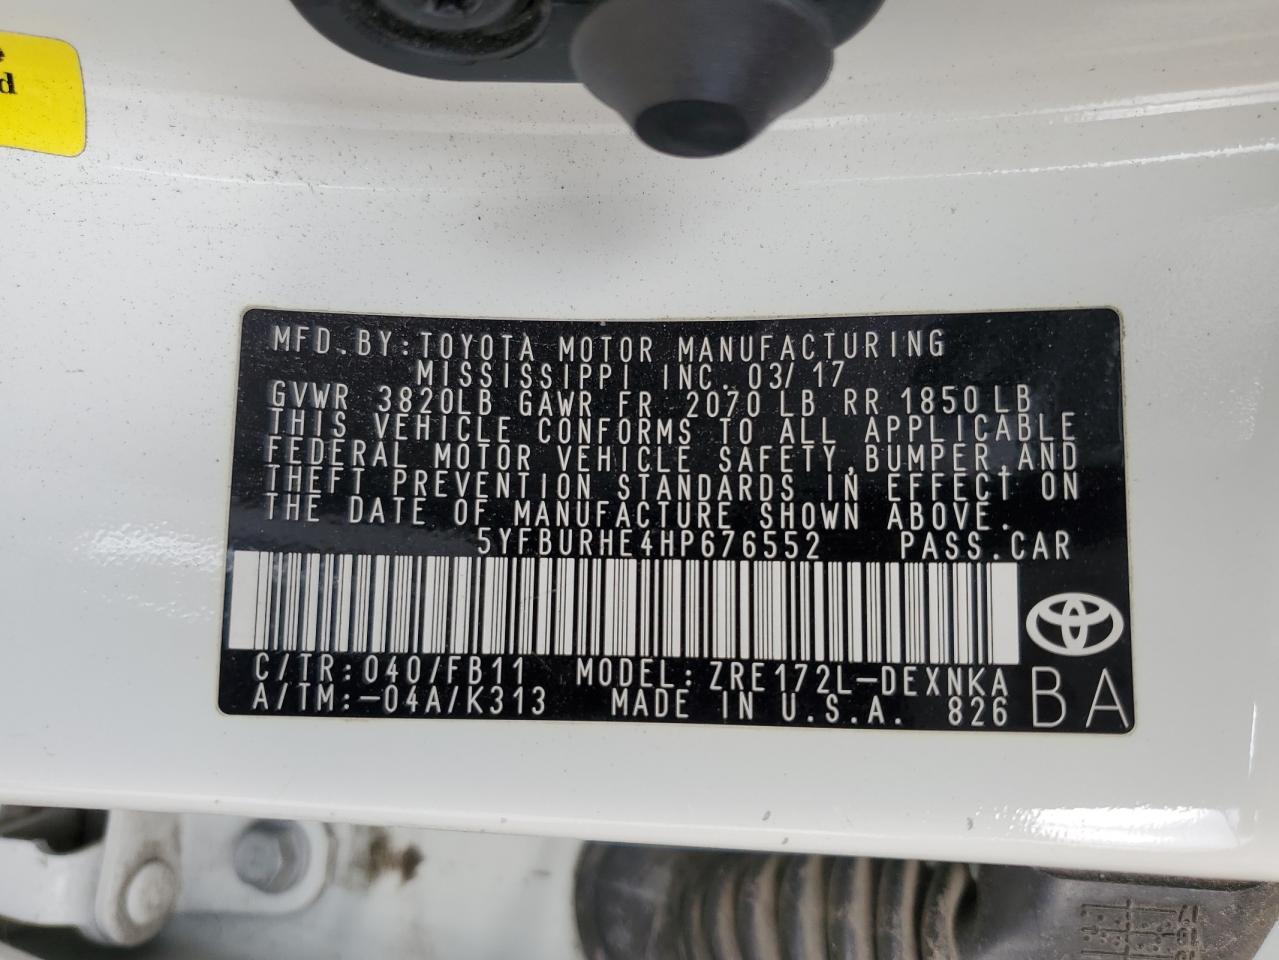 d
MFD. BY: TOYOTA MOTOR MANUFACTURING
MISSISSIPPI INC. 03/17
GVWR 3820LB GAWR FR 2070 LB RR 1850 LB
THIS VEHICLE CONFORMS TO ALL APPLICABLE
FEDERAL MOTOR VEHICLE SAFETY, BUMPER, AND
THEFT PREVENTION STANDARDS IN EFFECT ON
THE DATE OF MANUFACTURE SHOWN ABOVE.
5YFBURHE4HP676552 PASS. CAR
C/TR: 040/FB11 MODEL: ZRE172L-DEXNKA
A/TM: -04A/K313 MADE IN U.S.A. 826 BA